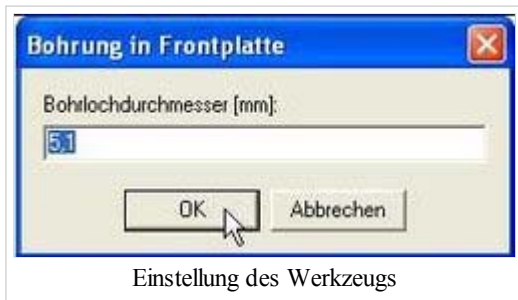 Bohrung in Frontplatte
Bohrlochdurchmesser [mm]:
5,1
OK Abbrechen
Einstellung des Werkzeugs